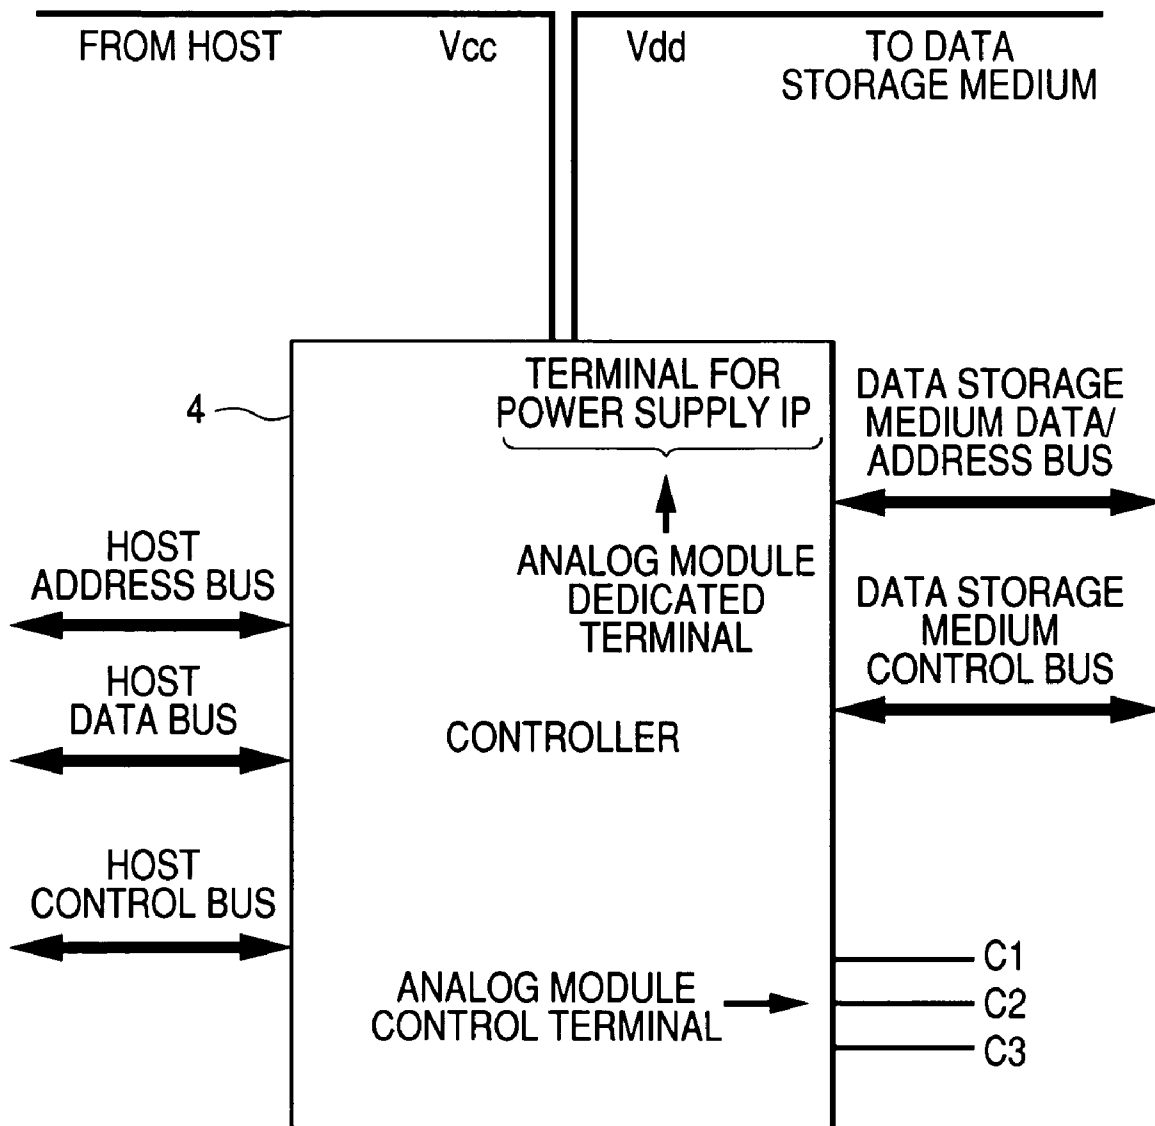 FROM HOST
Vcc
Vdd
TO DATA
STORAGE MEDIUM
4
TERMINAL FOR
POWER SUPPLY IP
ANALOG MODULE
DEDICATED
TERMINAL
DATA STORAGE
MEDIUM DATA/
ADDRESS BUS
HOST
ADDRESS BUS
DATA STORAGE
MEDIUM
CONTROL BUS
HOST
DATA BUS
CONTROLLER
HOST
CONTROL BUS
ANALOG MODULE
CONTROL TERMINAL
C1
C2
C3